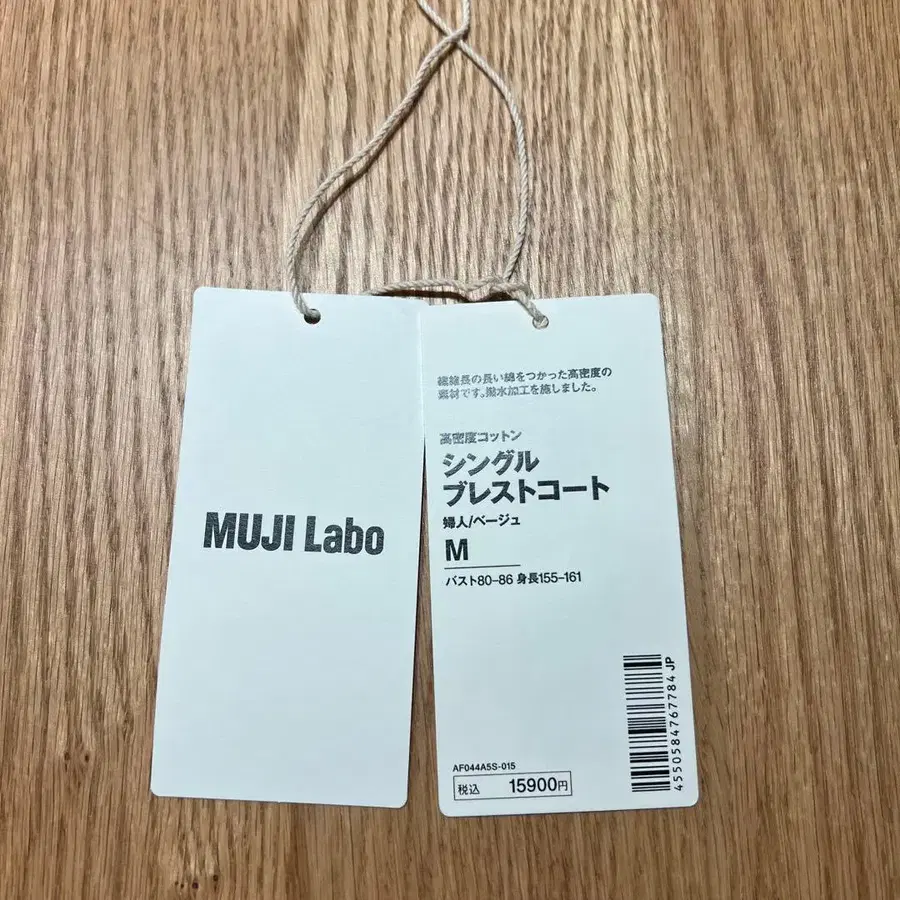 MUJI Labo
繊維長の長い綿をつかった高密度の
素材です。撥水加工を施しました。
高密度コットン
シングル
ブレストコート
婦人/ベージュ
M
バスト80-86 身長155-161
4550584767784 JP
AF044A5S-015
税込 15900円